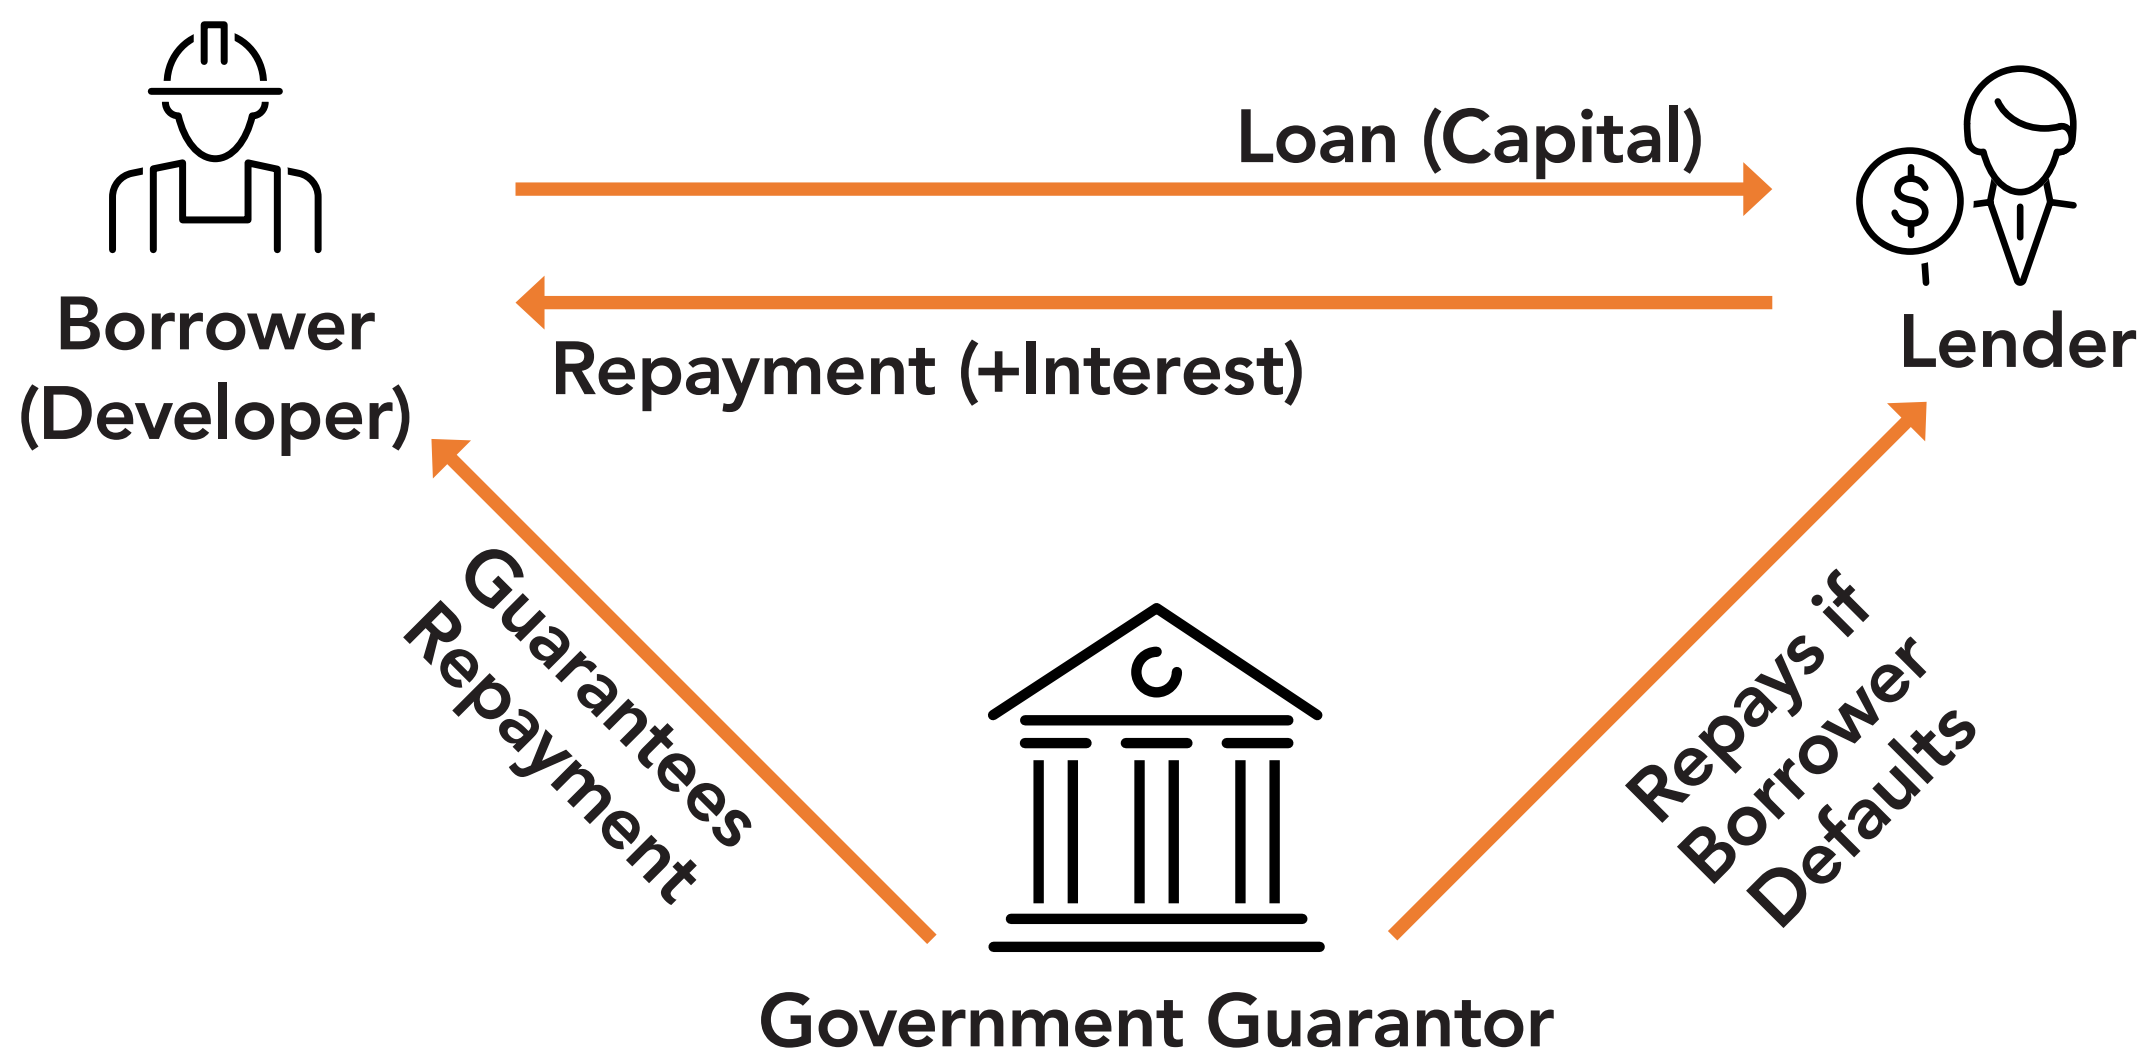 Loan (Capital)
Borrower
(Developer)
Lender
Repayment (+Interest)
Guarantees
Repayment
Repays if
Borrower
Defaults
Government Guarantor
$